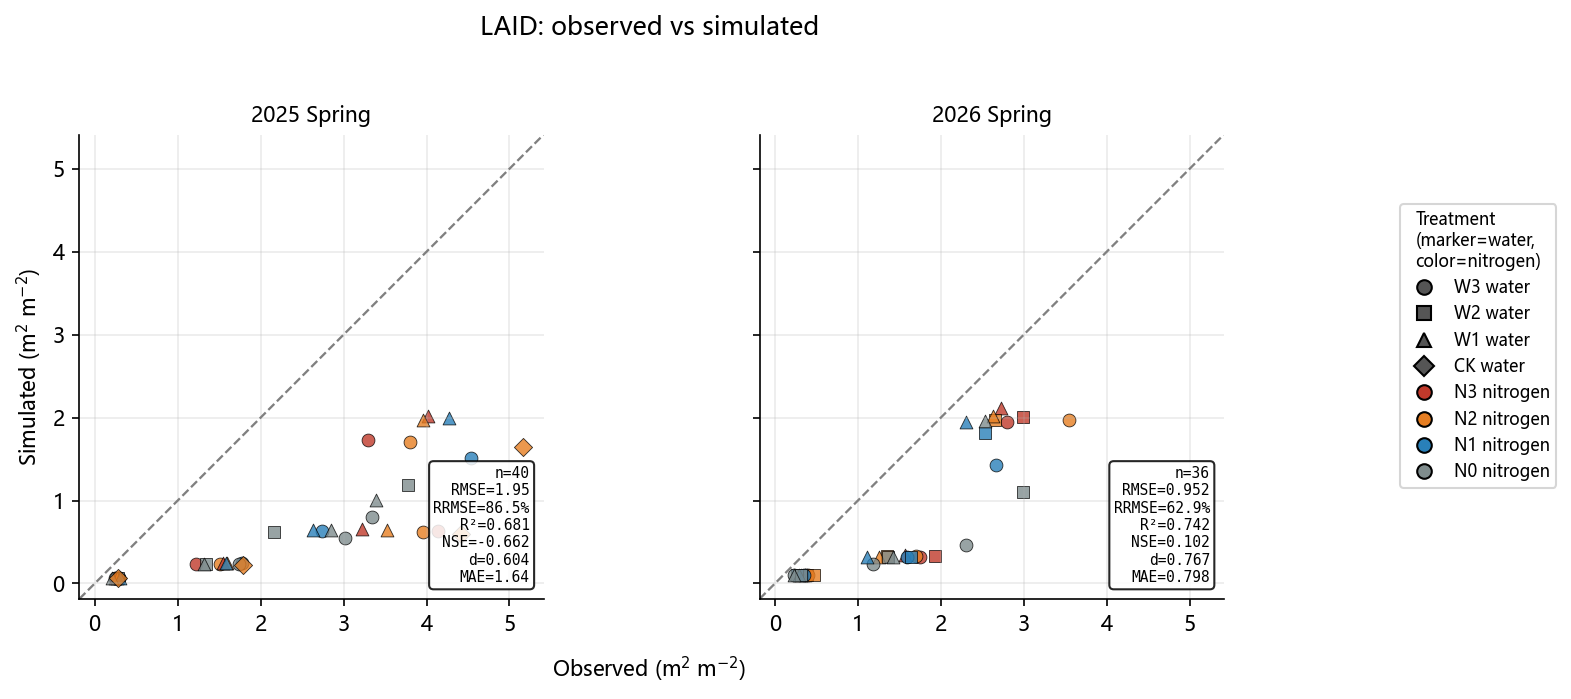 LAID: observed vs simulated
2025 Spring
5
4
3
2
1
0
0 1 2 3 4 5
Simulated (m² m⁻²)
n=40
RMSE=1.95
RRMSE=86.5%
R²=0.681
NSE=-0.662
d=0.604
MAE=1.64
2026 Spring
0 1 2 3 4 5
n=36
RMSE=0.952
RRMSE=62.9%
R²=0.742
NSE=0.102
d=0.767
MAE=0.798
Observed (m² m⁻²)
Treatment
(marker=water,
color=nitrogen)
W3 water
W2 water
W1 water
CK water
N3 nitrogen
N2 nitrogen
N1 nitrogen
N0 nitrogen